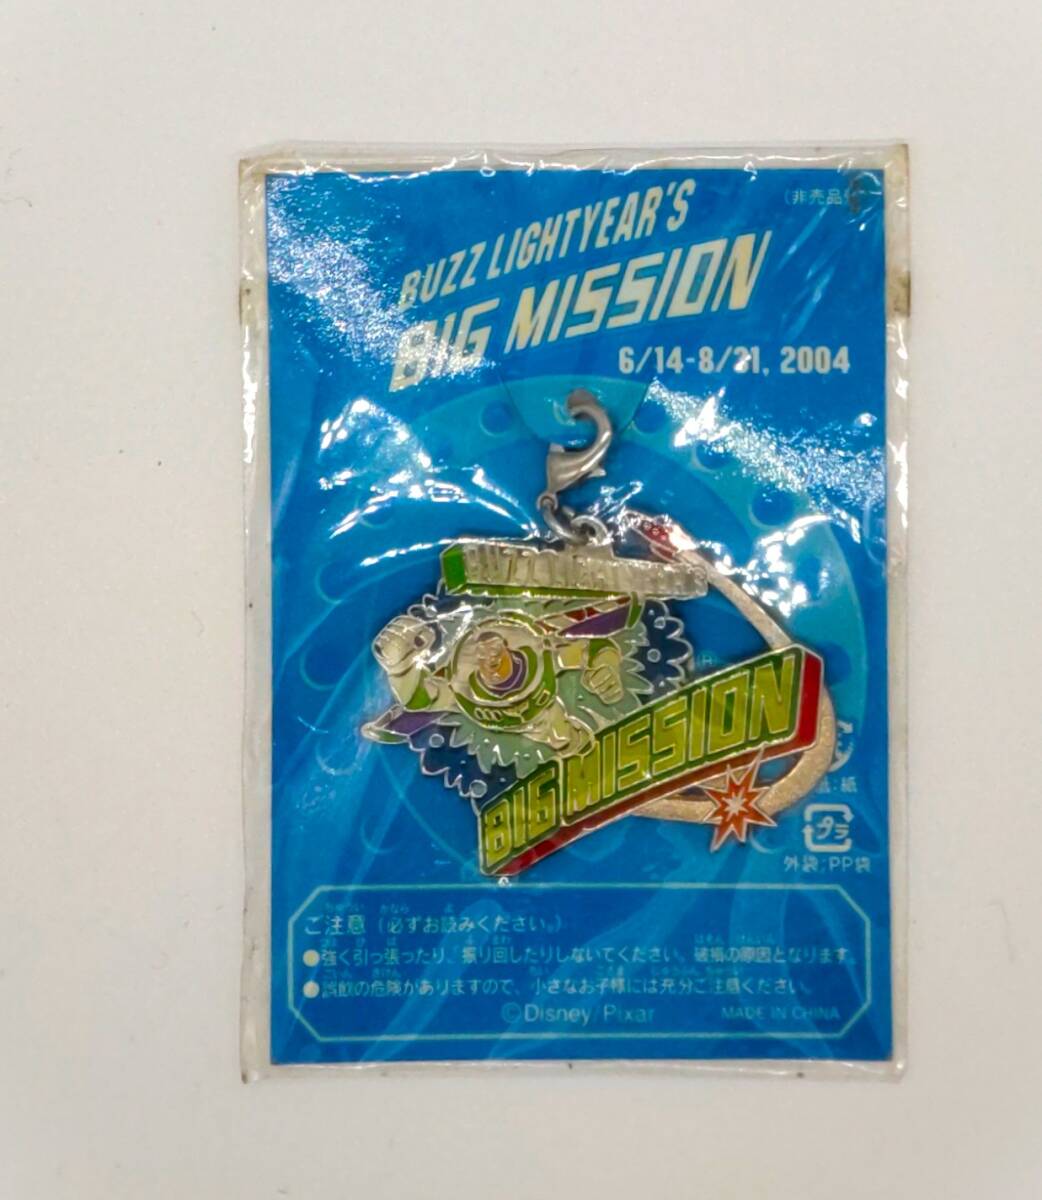 (非売品)
BUZZ LIGHTYEAR'S
BIG MISSION
6/14-8/31, 2004
BUZZ LIGHTYEAR'S
BIG MISSION
:紙
プラ
外袋:PP袋
ご注意(必ずお読みください。)
●強く引っ張ったり、振り回したりしないでください。破損の原因となります。
●誤飲の危険がありますので、小さなお子様には充分ご注意ください。
©Disney/Pixar MADE IN CHINA